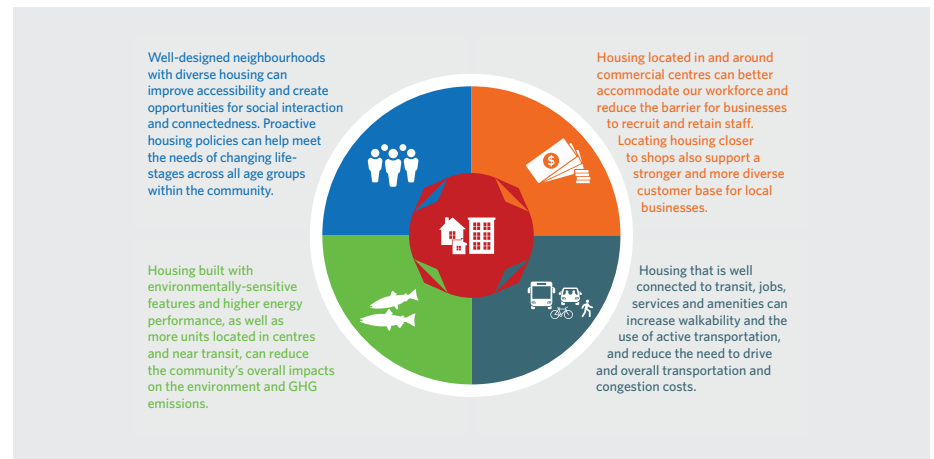 Well-designed neighbourhoods
with diverse housing can
improve accessibility and create
opportunities for social interaction
and connectedness. Proactive
housing policies can help meet
the needs of changing life-
stages across all age groups
within the community.
Housing located in and around
commercial centres can better
accommodate our workforce and
reduce the barrier for businesses
to recruit and retain staff.
Locating housing closer
to shops also support a
stronger and more diverse
customer base for local
businesses.
$
Housing built with
environmentally-sensitive
features and higher energy
performance, as well as
more units located in centres
and near transit, can reduce
the community's overall impacts
on the environment and GHG
emissions.
Housing that is well
connected to transit, jobs,
services and amenities can
increase walkability and the
use of active transportation,
and reduce the need to drive
and overall transportation and
congestion costs.